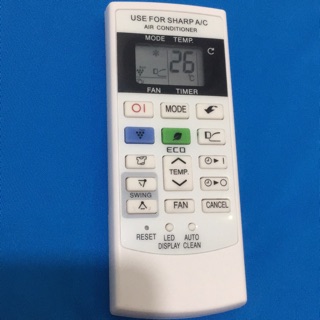 USE FOR SHARP A/C
AIR CONDITIONER
MODE TEMP.
26°C
FAN TIMER
MODE
ECO
TEMP.
SWING
FAN
CANCEL
RESET LED DISPLAY AUTO CLEAN